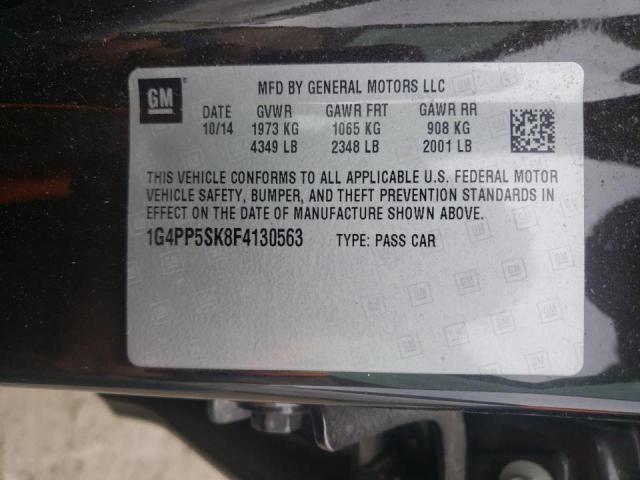 GM
MFD BY GENERAL MOTORS LLC
DATE GVWR GAWR FRT GAWR RR
10/14 1973 KG 1065 KG 908 KG
4349 LB 2348 LB 2001 LB
THIS VEHICLE CONFORMS TO ALL APPLICABLE U.S. FEDERAL MOTOR
VEHICLE SAFETY, BUMPER, AND THEFT PREVENTION STANDARDS IN
EFFECT ON THE DATE OF MANUFACTURE SHOWN ABOVE.
1G4PP5SK8F4130563 TYPE: PASS CAR